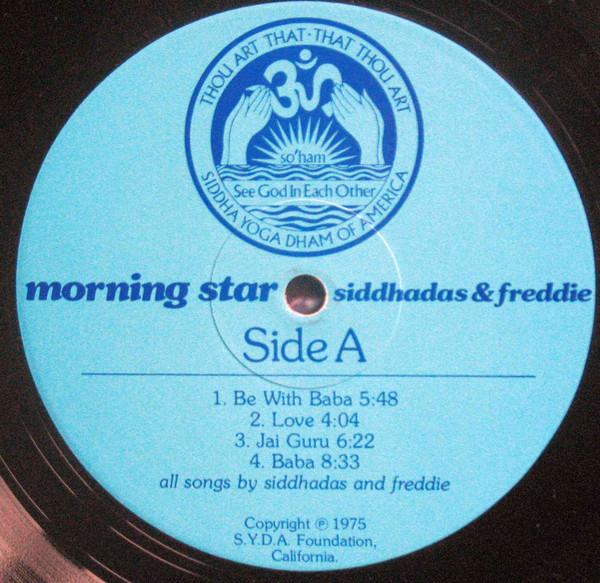 THOU ART THAT · THAT THOU ART
ॐ
so'ham
See God In Each Other
SIDDHA YOGA DHAM OF AMERICA
morning star siddhadas & freddie
Side A
1. Be With Baba 5:48
2. Love 4:04
3. Jai Guru 6:22
4. Baba 8:33
all songs by siddhadas and freddie
Copyright ℗ 1975
S.Y.D.A. Foundation,
California.